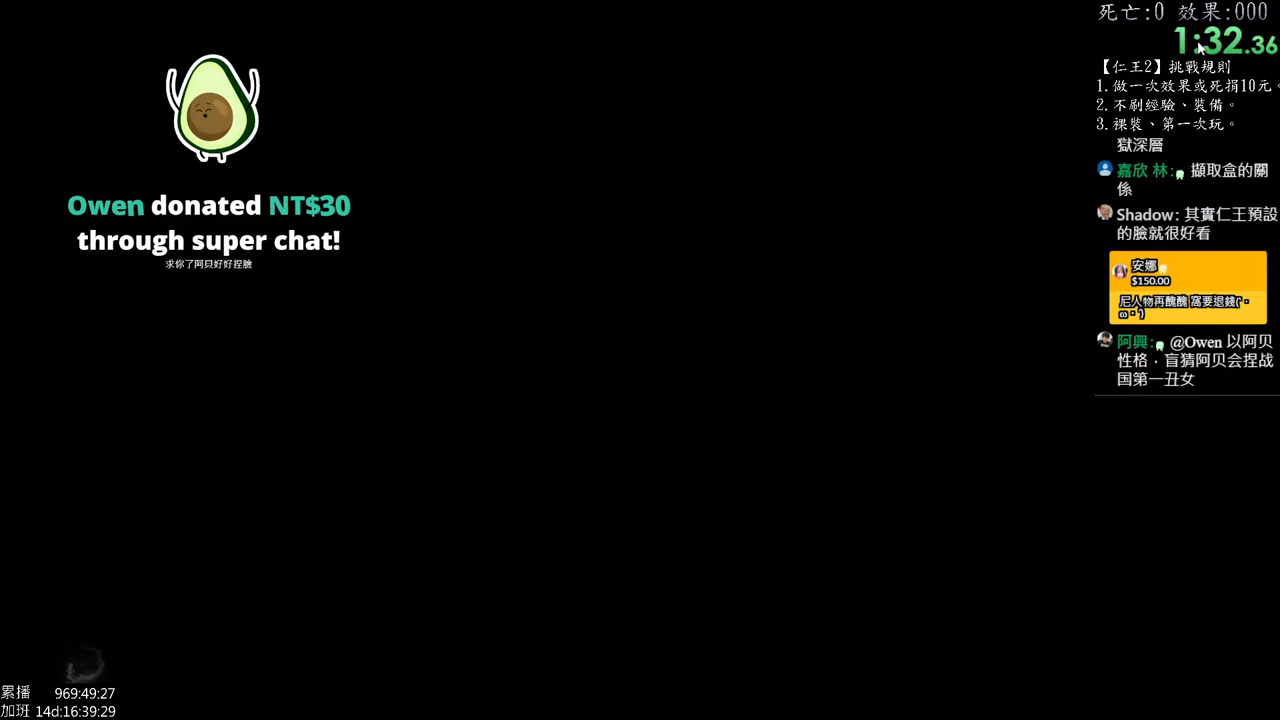 死亡:0 效果:000
1:32.36
【仁王2】挑戰規則
1.做一次效果或死捐10元。
2.不刷經驗、裝備。
3.裸裝、第一次玩。
獄深層
嘉欣 林: 擷取盒的關
係
Shadow: 其實仁王預設
的臉就很好看
安娜
$150.00
尼人物再醜醜 窩要退錢(´・
ω・`)
阿興: @Owen 以阿贝
性格，盲猜阿贝会捏战
国第一丑女
Owen donated NT$30
through super chat!
求你了阿貝好好捏臉
累播 969:49:27
加班 14d:16:39:29